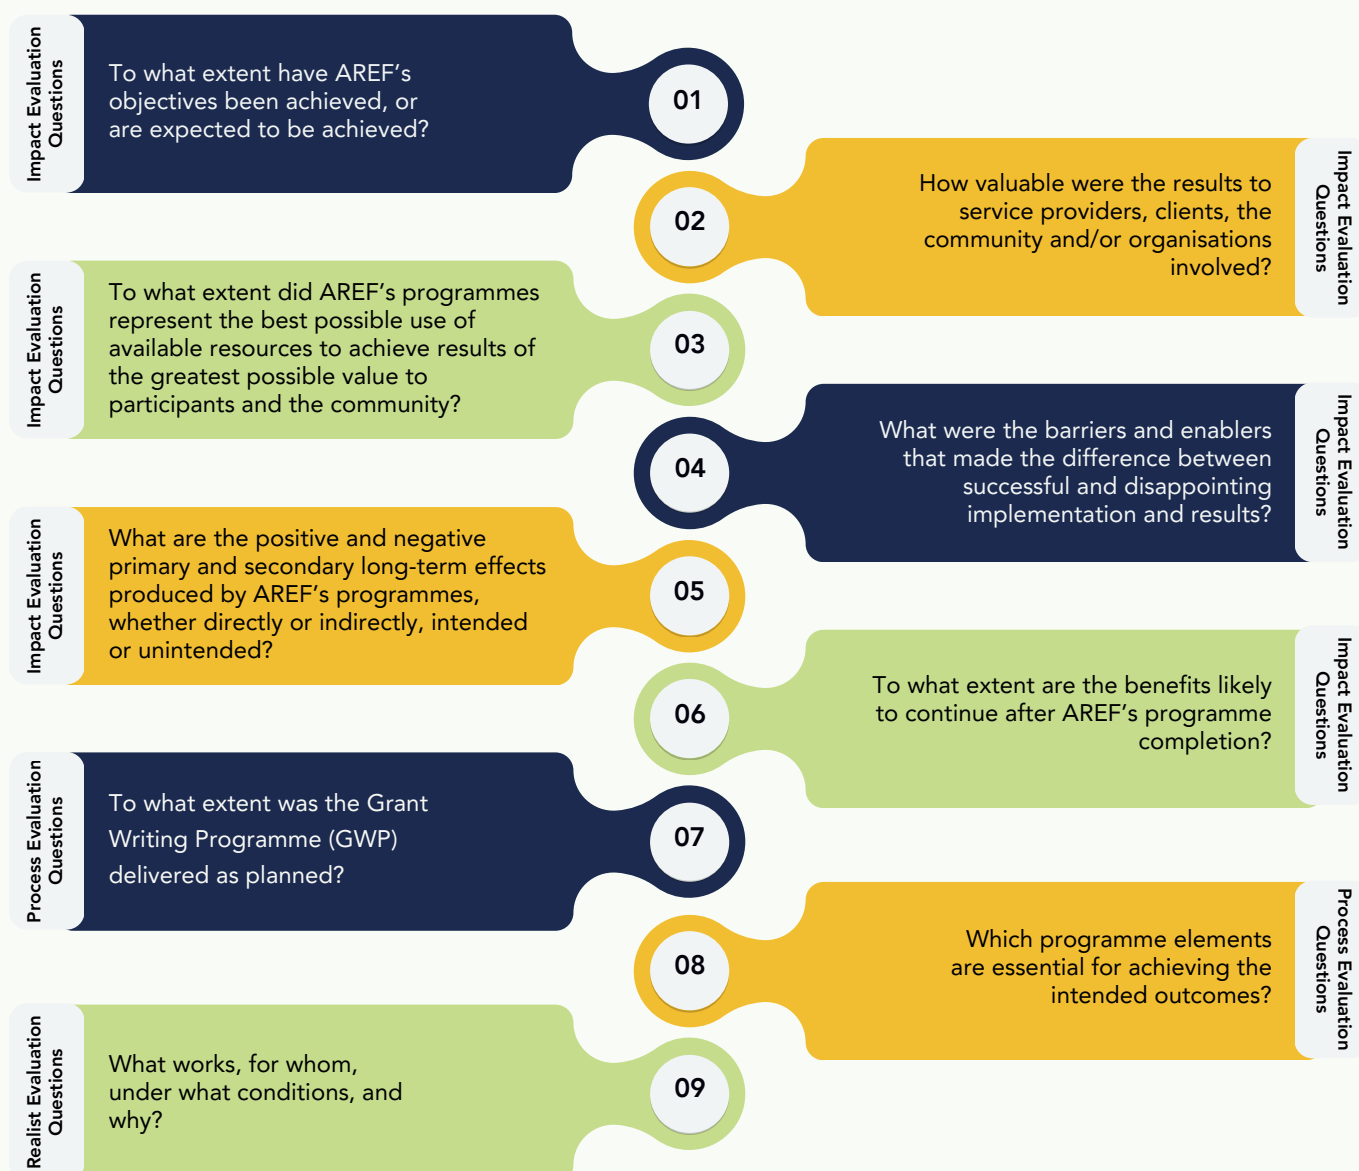 Impact Evaluation
Questions
To what extent have AREF’s
objectives been achieved, or
are expected to be achieved?
01
02
How valuable were the results to
service providers, clients, the
community and/or organisations
involved?
Impact Evaluation
Questions
Impact Evaluation
Questions
To what extent did AREF’s programmes
represent the best possible use of
available resources to achieve results of
the greatest possible value to
participants and the community?
03
04
What were the barriers and enablers
that made the difference between
successful and disappointing
implementation and results?
Impact Evaluation
Questions
Impact Evaluation
Questions
What are the positive and negative
primary and secondary long-term effects
produced by AREF’s programmes,
whether directly or indirectly, intended
or unintended?
05
06
To what extent are the benefits likely
to continue after AREF’s programme
completion?
Impact Evaluation
Questions
Process Evaluation
Questions
To what extent was the Grant
Writing Programme (GWP)
delivered as planned?
07
08
Which programme elements
are essential for achieving the
intended outcomes?
Process Evaluation
Questions
Realist Evaluation
Questions
What works, for whom,
under what conditions, and
why?
09